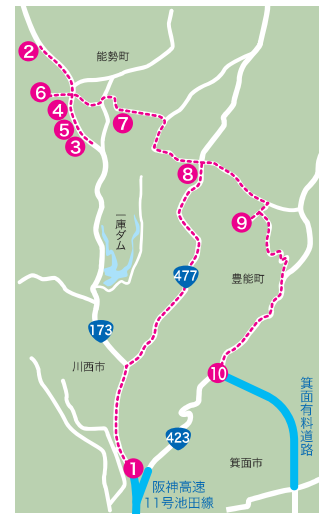 能勢町
2
6
4
5
3
7
8
9
一庫ダム
477
豊能町
173
川西市
10
箕面有料道路
423
1
箕面市
阪神高速
11号池田線